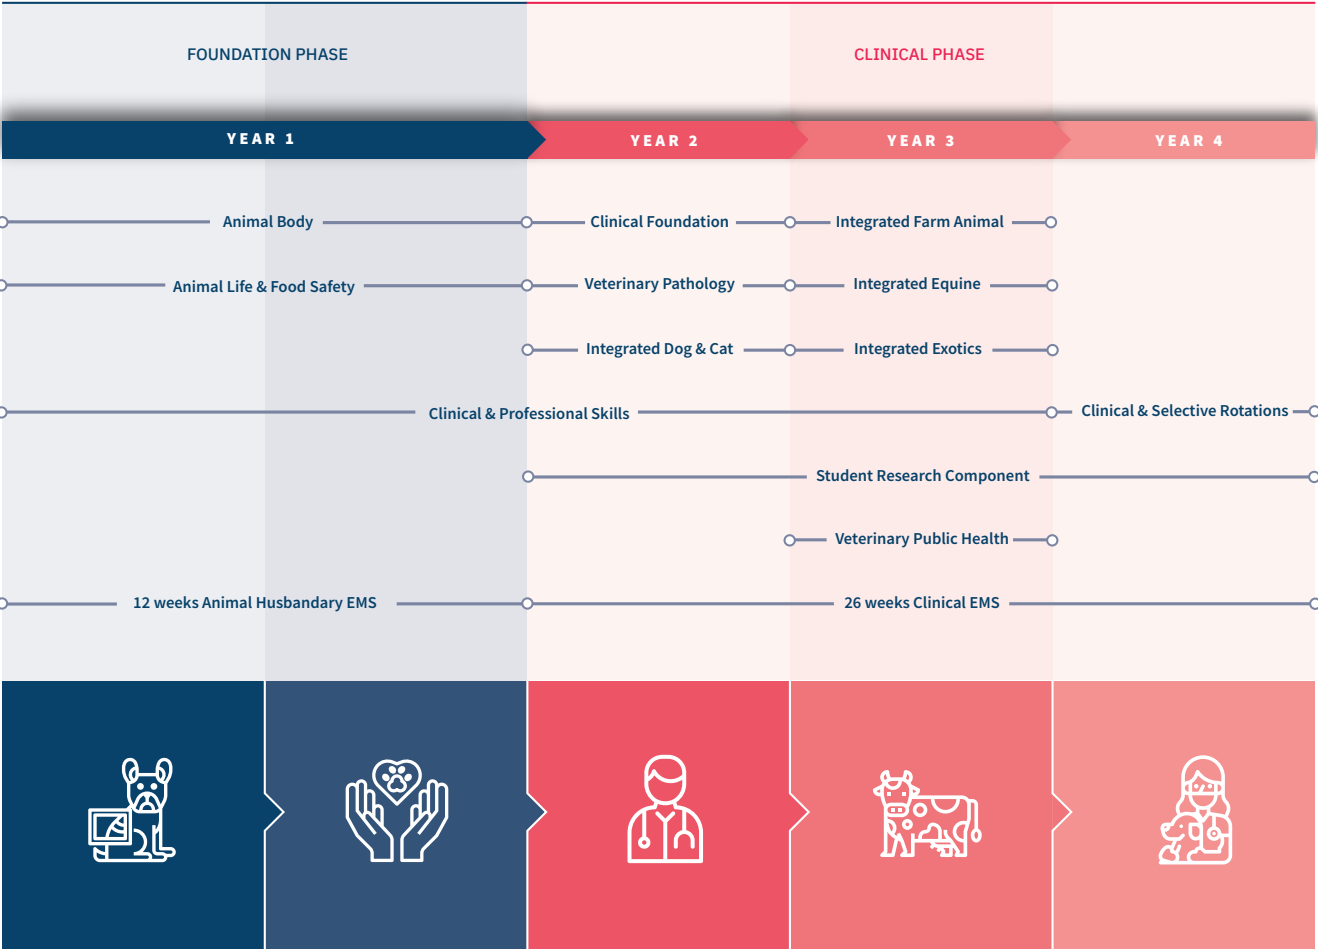 FOUNDATION PHASE
CLINICAL PHASE
YEAR 1
YEAR 2
YEAR 3
YEAR 4
Animal Body
Clinical Foundation
Integrated Farm Animal
Animal Life & Food Safety
Veterinary Pathology
Integrated Equine
Integrated Dog & Cat
Integrated Exotics
Clinical & Professional Skills
Clinical & Selective Rotations
Student Research Component
Veterinary Public Health
12 weeks Animal Husbandary EMS
26 weeks Clinical EMS